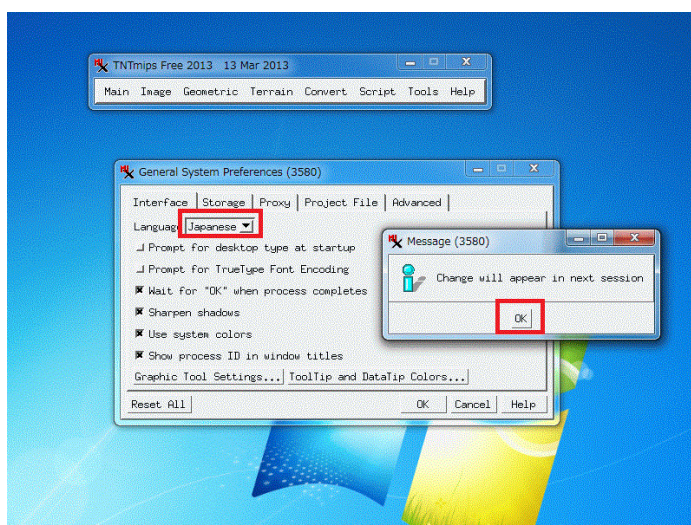 TNTmips Free 2013 13 Mar 2013
Main Image Geometric Terrain Convert Script Tools Help
General System Preferences (3580)
Interface Storage Proxy Project File Advanced
Language Japanese
Prompt for desktop type at startup
Prompt for TrueType Font Encoding
Wait for "OK" when process completes
Sharpen shadows
Use system colors
Show process ID in window titles
Graphic Tool Settings... ToolTip and DataTip Colors...
Reset All OK Cancel Help
Message (3580)
Change will appear in next session
OK